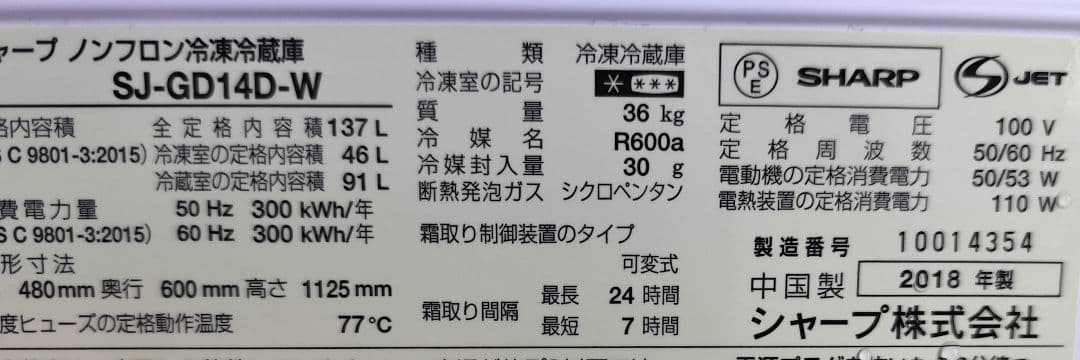 ャープ ノンフロン冷凍冷蔵庫
SJ-GD14D-W
格内容積 全定格内容積 137 L
S C 9801-3:2015) 冷凍室の定格内容積 46 L
冷蔵室の定格内容積 91 L
費電力量 50 Hz 300 kWh/年
S C 9801-3:2015) 60 Hz 300 kWh/年
形寸法
480 mm 奥行 600 mm 高さ 1125 mm
度ヒューズの定格動作温度 77℃
種類 冷凍冷蔵庫
冷凍室の記号 * ***
質量 36 kg
冷媒名 R600a
冷媒封入量 30 g
断熱発泡ガス シクロペンタン
霜取り制御装置のタイプ
可変式
霜取り間隔 最長 24 時間
最短 7 時間
PSE SHARP S JET
定格電圧 100 V
定格周波数 50/60 Hz
電動機の定格消費電力 50/53 W
電熱装置の定格消費電力 110 W
製造番号 10014354
中国製 2018 年製
シャープ株式会社